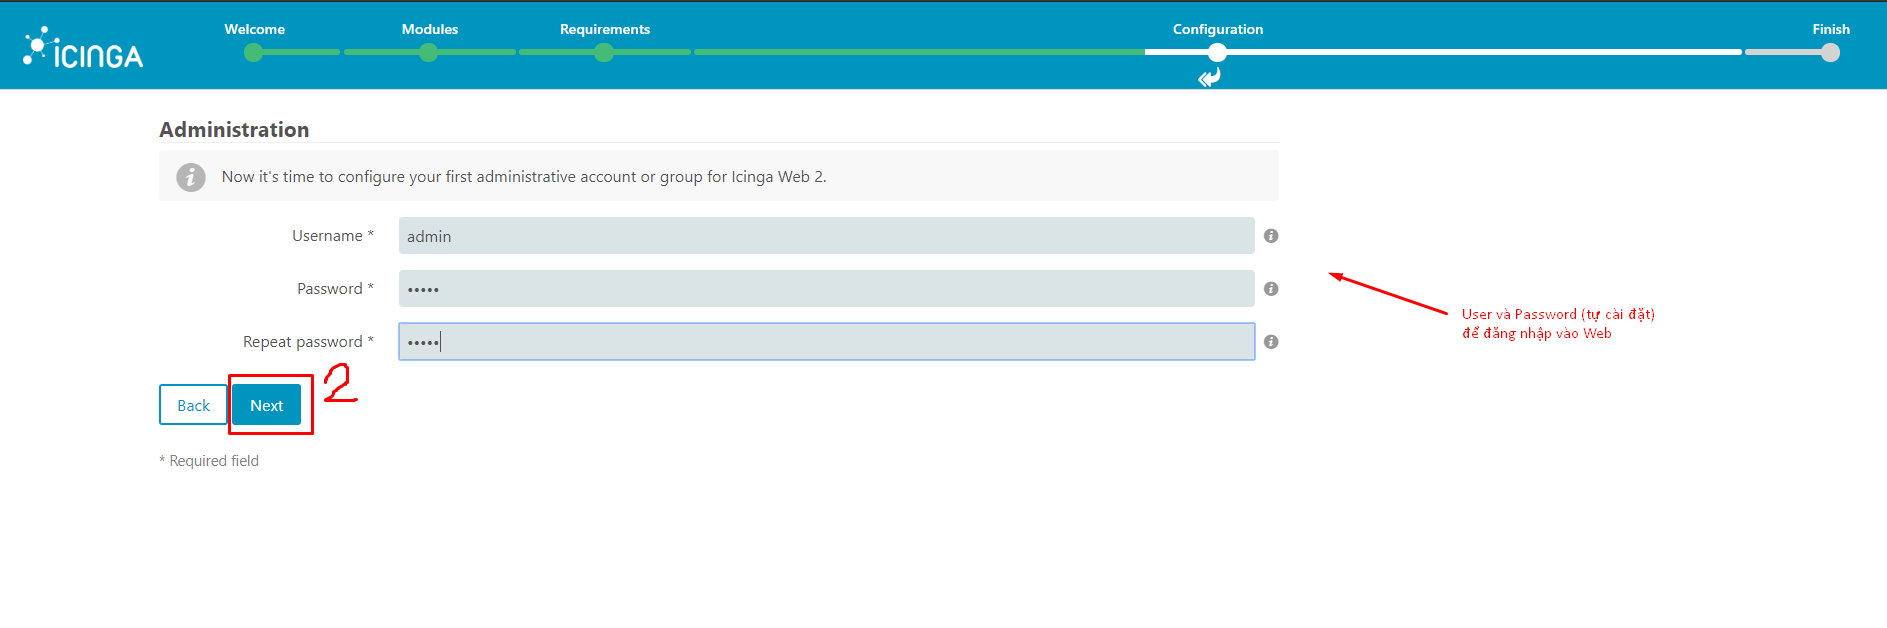 Welcome
Modules
Requirements
Configuration
Finish
ICINGA
Administration
Now it's time to configure your first administrative account or group for Icinga Web 2.
Username *
admin
Password *
•••••
Repeat password *
•••••
User và Password (tự cài đặt)
để đăng nhập vào Web
Back
Next
2
* Required field